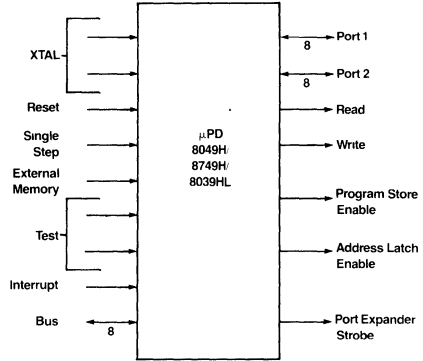 XTAL
Reset
Single
Step
External
Memory
Test
Interrupt
Bus
8
μPD
8049H/
8749H/
8039HL
8
Port 1
8
Port 2
Read
Write
Program Store
Enable
Address Latch
Enable
Port Expander
Strobe